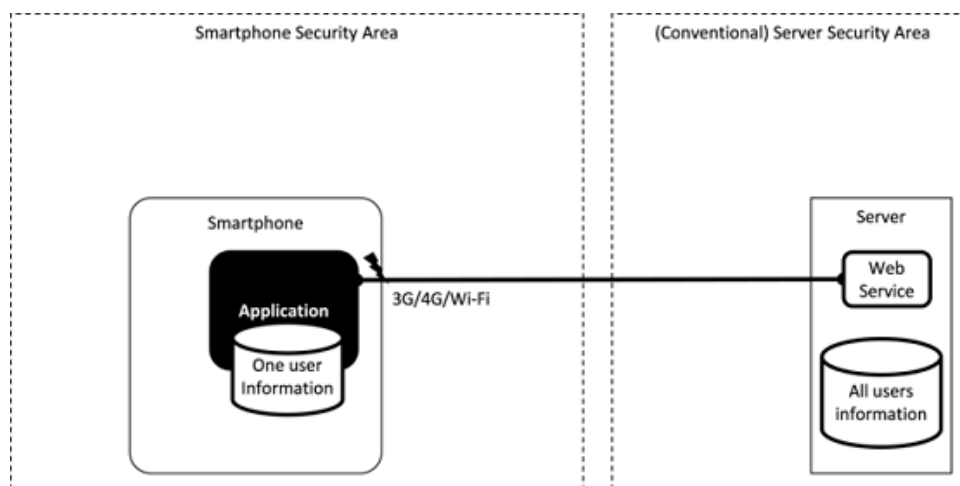 Smartphone Security Area
(Conventional) Server Security Area
Smartphone
Server
Application
One user
Information
3G/4G/Wi-Fi
Web
Service
All users
information